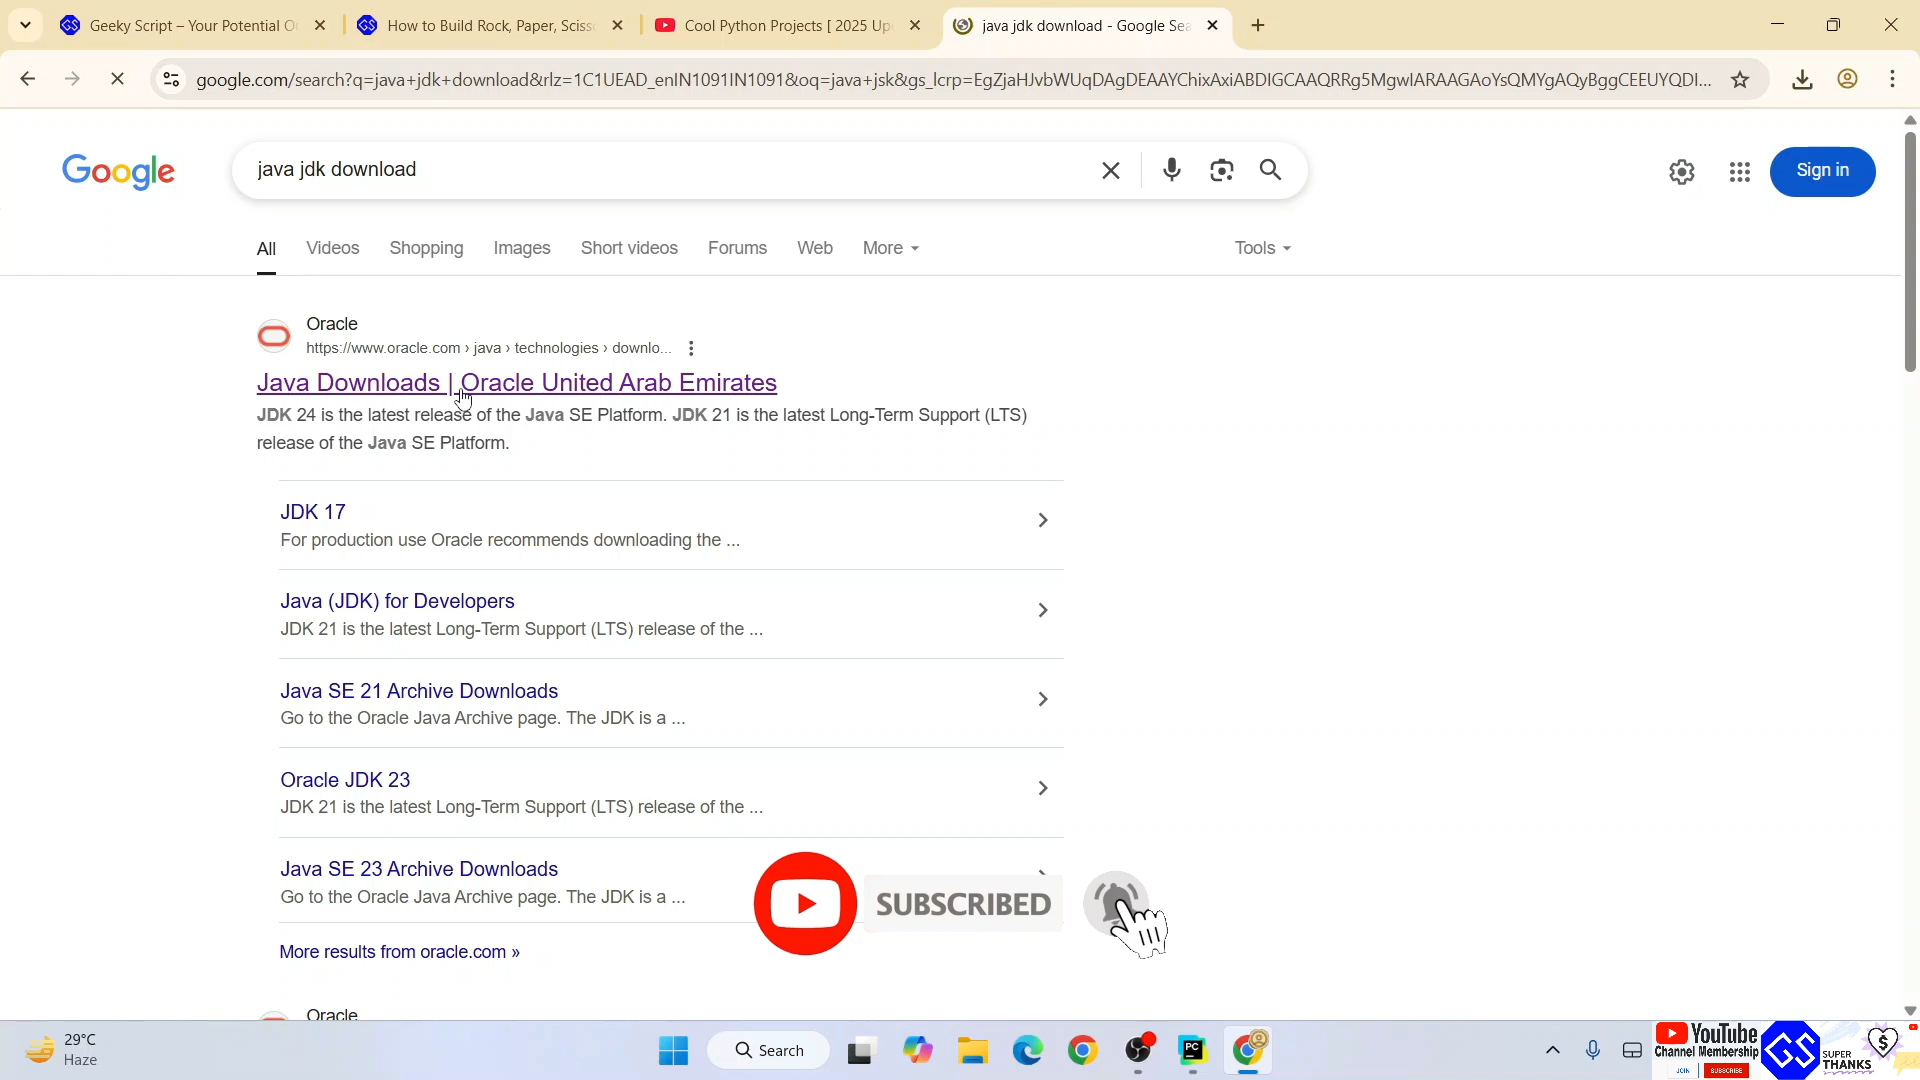 Geeky Script – Your Potential O
How to Build Rock, Paper, Sciss
Cool Python Projects [ 2025 Up
java jdk download - Google Sea
google.com/search?q=java+jdk+download&rlz=1C1UEAD_enIN1091IN1091&oq=java+jsk&gs_lcrp=EgZjaHJvbWUqDAgDEAAYChixAxiABDIGCAAQRRg5MgwIARAAGAoYsQMYgAQyBggCEEUYQDI...
Google
java jdk download
Sign in
All
Videos
Shopping
Images
Short videos
Forums
Web
More
Tools
Oracle
https://www.oracle.com › java › technologies › downlo...
Java Downloads | Oracle United Arab Emirates
JDK 24 is the latest release of the Java SE Platform. JDK 21 is the latest Long-Term Support (LTS)
release of the Java SE Platform.
JDK 17
For production use Oracle recommends downloading the ...
Java (JDK) for Developers
JDK 21 is the latest Long-Term Support (LTS) release of the ...
Java SE 21 Archive Downloads
Go to the Oracle Java Archive page. The JDK is a ...
Oracle JDK 23
JDK 21 is the latest Long-Term Support (LTS) release of the ...
Java SE 23 Archive Downloads
Go to the Oracle Java Archive page. The JDK is a ...
SUBSCRIBED
More results from oracle.com »
Oracle
29°C
Haze
Search
PC
YouTube
Channel Membership
JOIN
SUBSCRIBE
GS
SUPER
THANKS
$